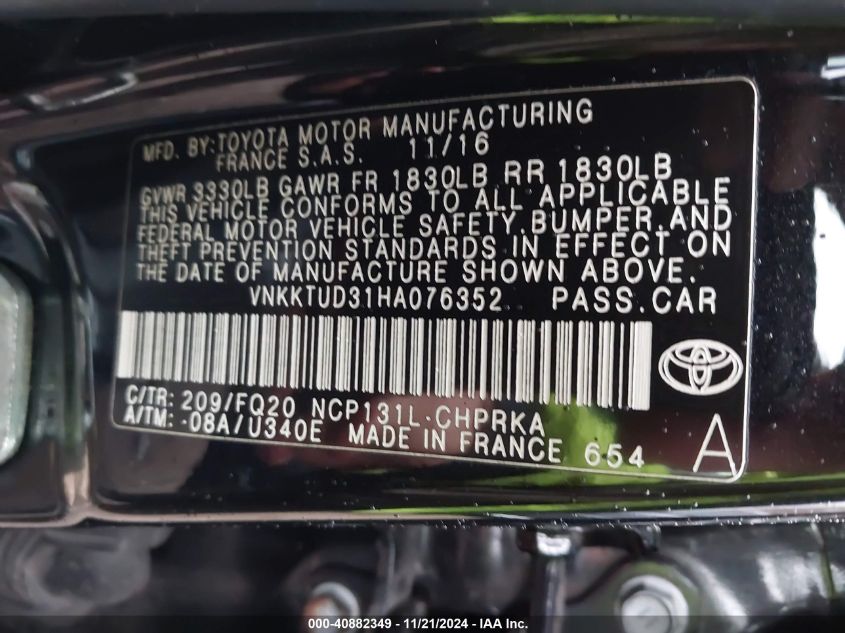 MFD. BY: TOYOTA MOTOR MANUFACTURING
FRANCE S.A.S. 11/16
GVWR 3330LB GAWR FR 1830LB RR 1830LB
THIS VEHICLE CONFORMS TO ALL APPLICABLE
FEDERAL MOTOR VEHICLE SAFETY, BUMPER, AND
THEFT PREVENTION STANDARDS IN EFFECT ON
THE DATE OF MANUFACTURE SHOWN ABOVE.
VNKKTUD31HA076352 PASS.CAR
C/TR: 209/FQ20 NCP131L-CHPRKA
A/TM: -08A/U340E MADE IN FRANCE 654
A
000-40882349 - 11/21/2024 - COPYRIGHT © 2024 IAA, Inc.